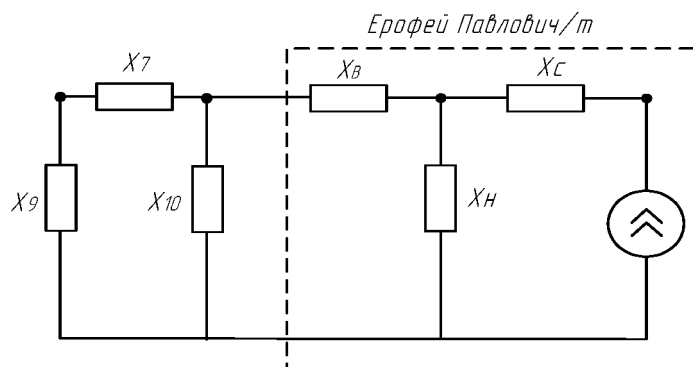 Ерофей Павлович/т
X7
XВ
XС
X9
X10
XН